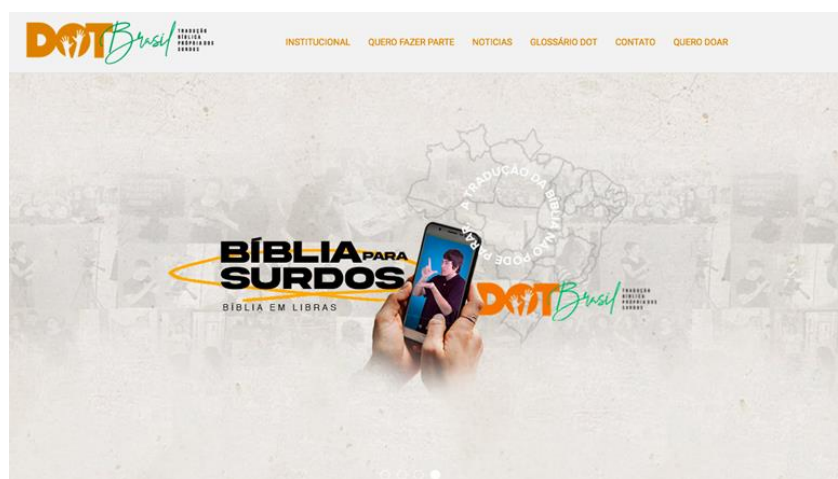 DOT Brasil TRADUÇÃO
BÍBLICA
PRÓPRIA DOS
SURDOS
INSTITUCIONAL QUERO FAZER PARTE NOTICIAS GLOSSÁRIO DOT CONTATO QUERO DOAR
A TRADUÇÃO DA BÍBLIA NÃO PODE PARAR
BÍBLIA PARA
SURDOS
BÍBLIA EM LIBRAS
DOT Brasil TRADUÇÃO
BÍBLICA
PRÓPRIA DOS
SURDOS